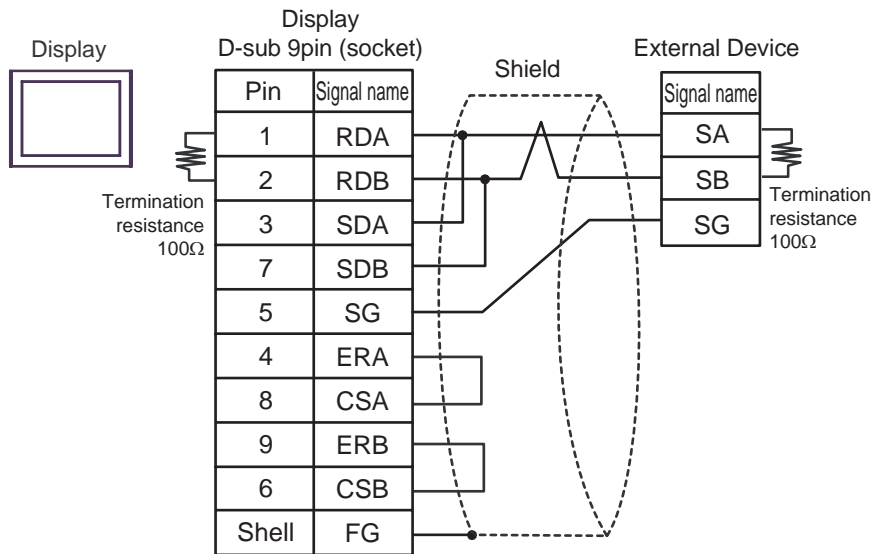 Display
Display
D-sub 9pin (socket)
Shield
External Device
Pin Signal name
1 RDA
2 RDB
3 SDA
7 SDB
5 SG
4 ERA
8 CSA
9 ERB
6 CSB
Shell FG
Termination
resistance
100Ω
Signal name
SA
SB
SG
Termination
resistance
100Ω